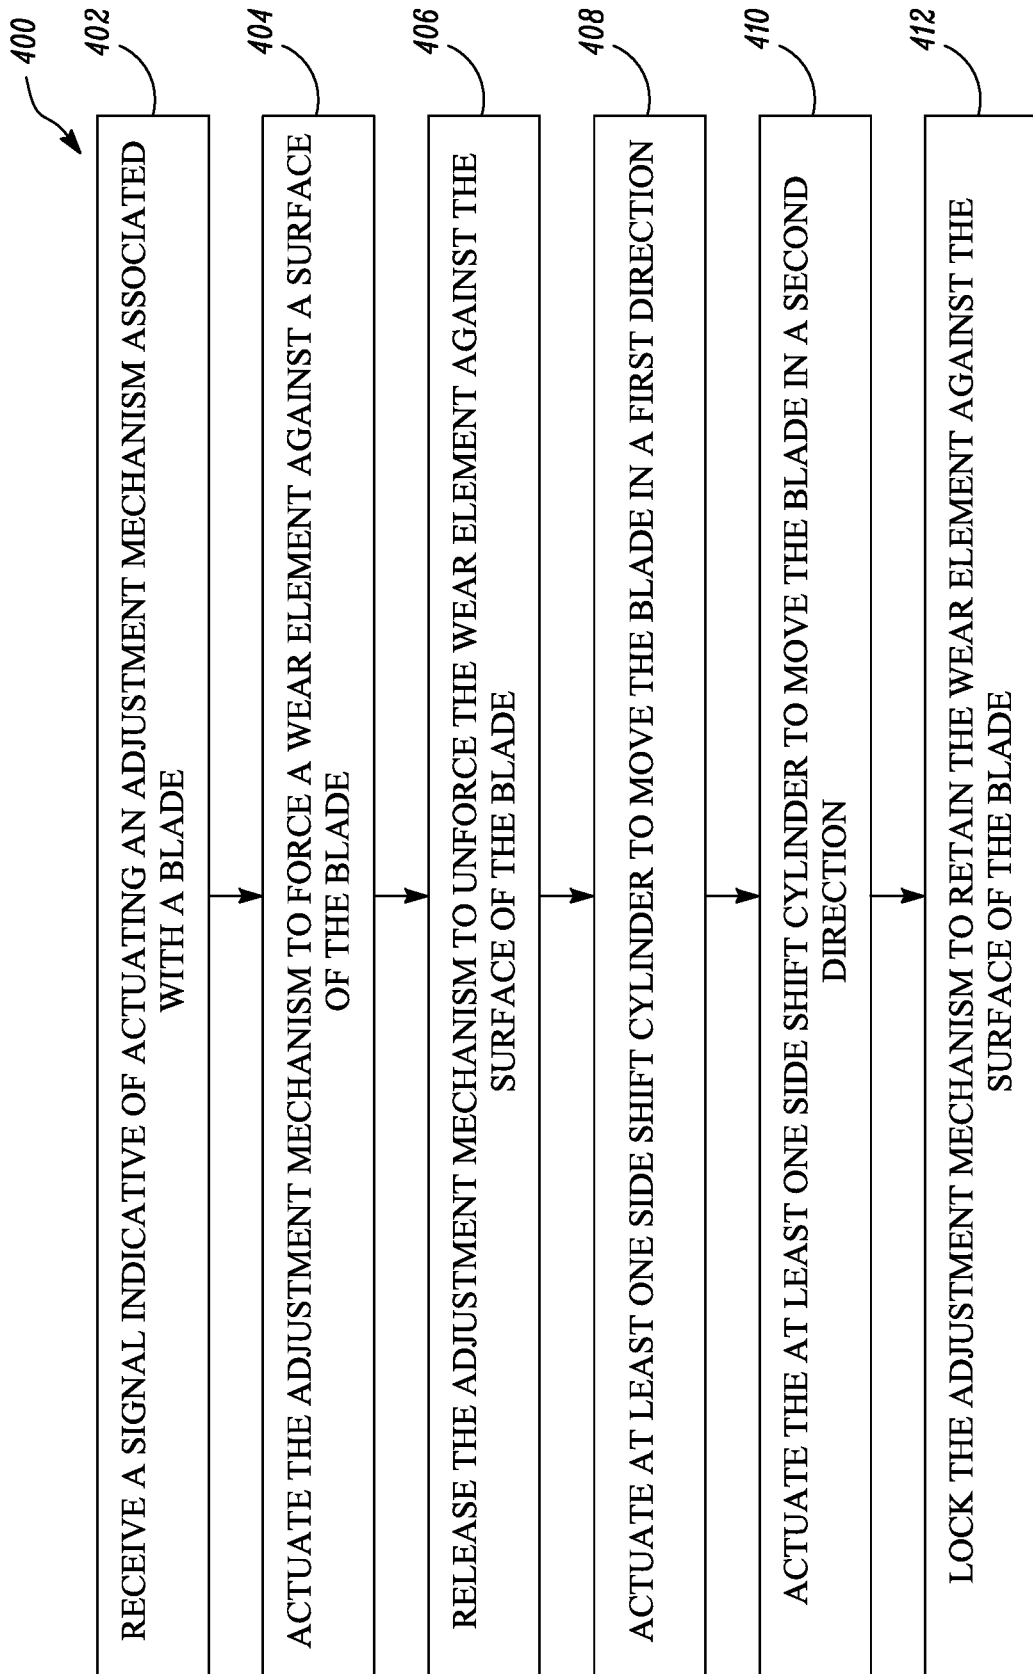 400
402
RECEIVE A SIGNAL INDICATIVE OF ACTUATING AN ADJUSTMENT MECHANISM ASSOCIATED
WITH A BLADE
404
ACTUATE THE ADJUSTMENT MECHANISM TO FORCE A WEAR ELEMENT AGAINST A SURFACE
OF THE BLADE
406
RELEASE THE ADJUSTMENT MECHANISM TO UNFORCE THE WEAR ELEMENT AGAINST THE
SURFACE OF THE BLADE
408
ACTUATE AT LEAST ONE SIDE SHIFT CYLINDER TO MOVE THE BLADE IN A FIRST DIRECTION
410
ACTUATE THE AT LEAST ONE SIDE SHIFT CYLINDER TO MOVE THE BLADE IN A SECOND
DIRECTION
412
LOCK THE ADJUSTMENT MECHANISM TO RETAIN THE WEAR ELEMENT AGAINST THE
SURFACE OF THE BLADE